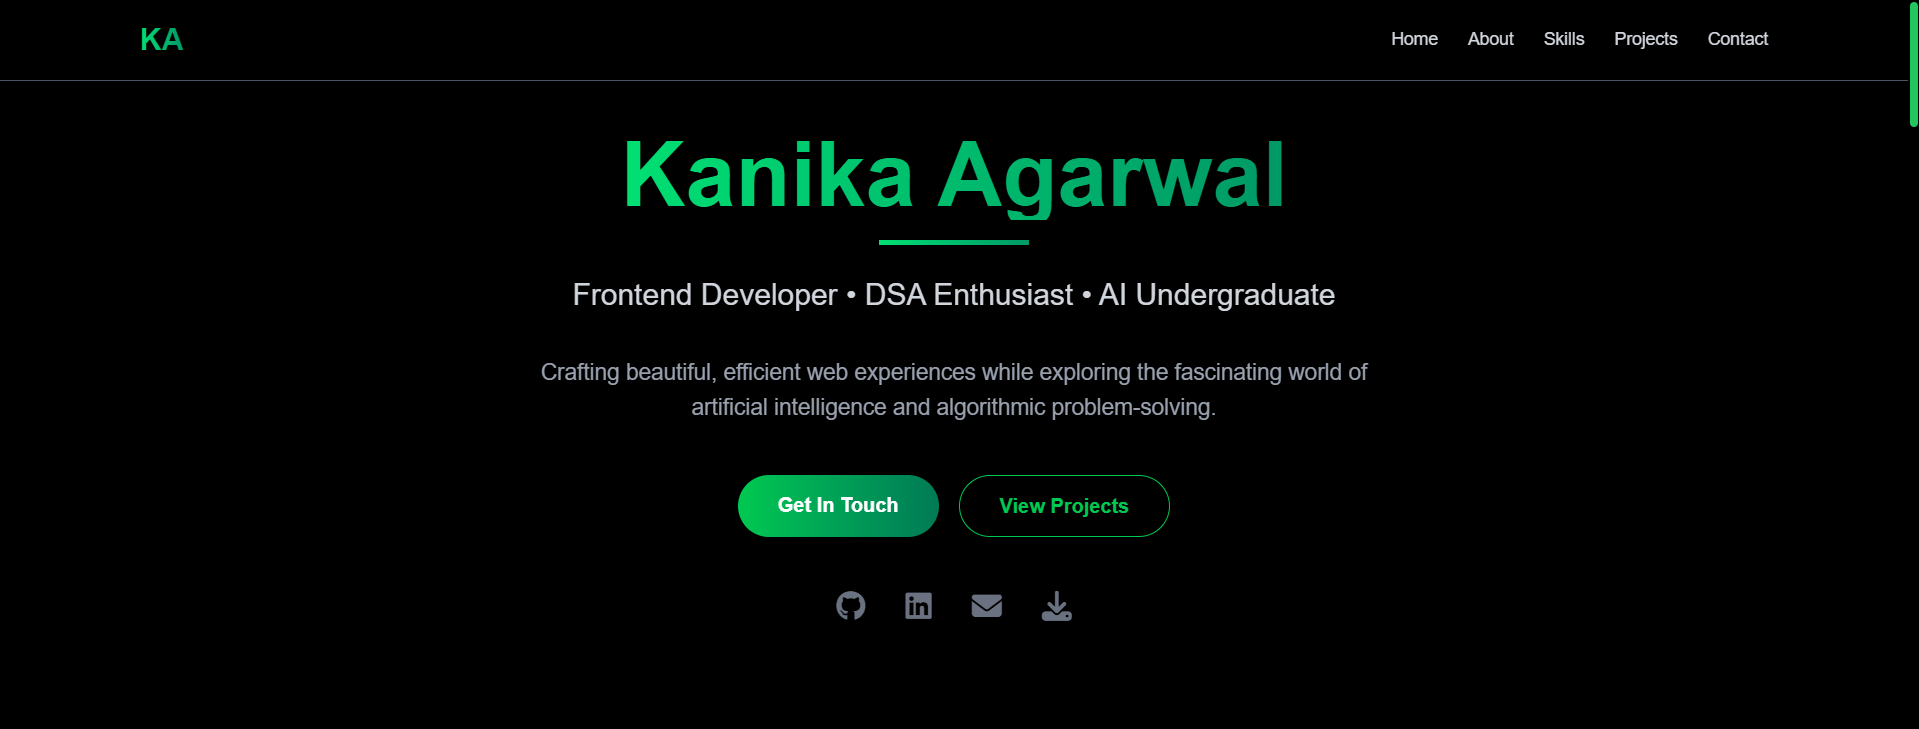 KA
Home About Skills Projects Contact
Kanika Agarwal
Frontend Developer • DSA Enthusiast • AI Undergraduate
Crafting beautiful, efficient web experiences while exploring the fascinating world of
artificial intelligence and algorithmic problem-solving.
Get In Touch
View Projects
in